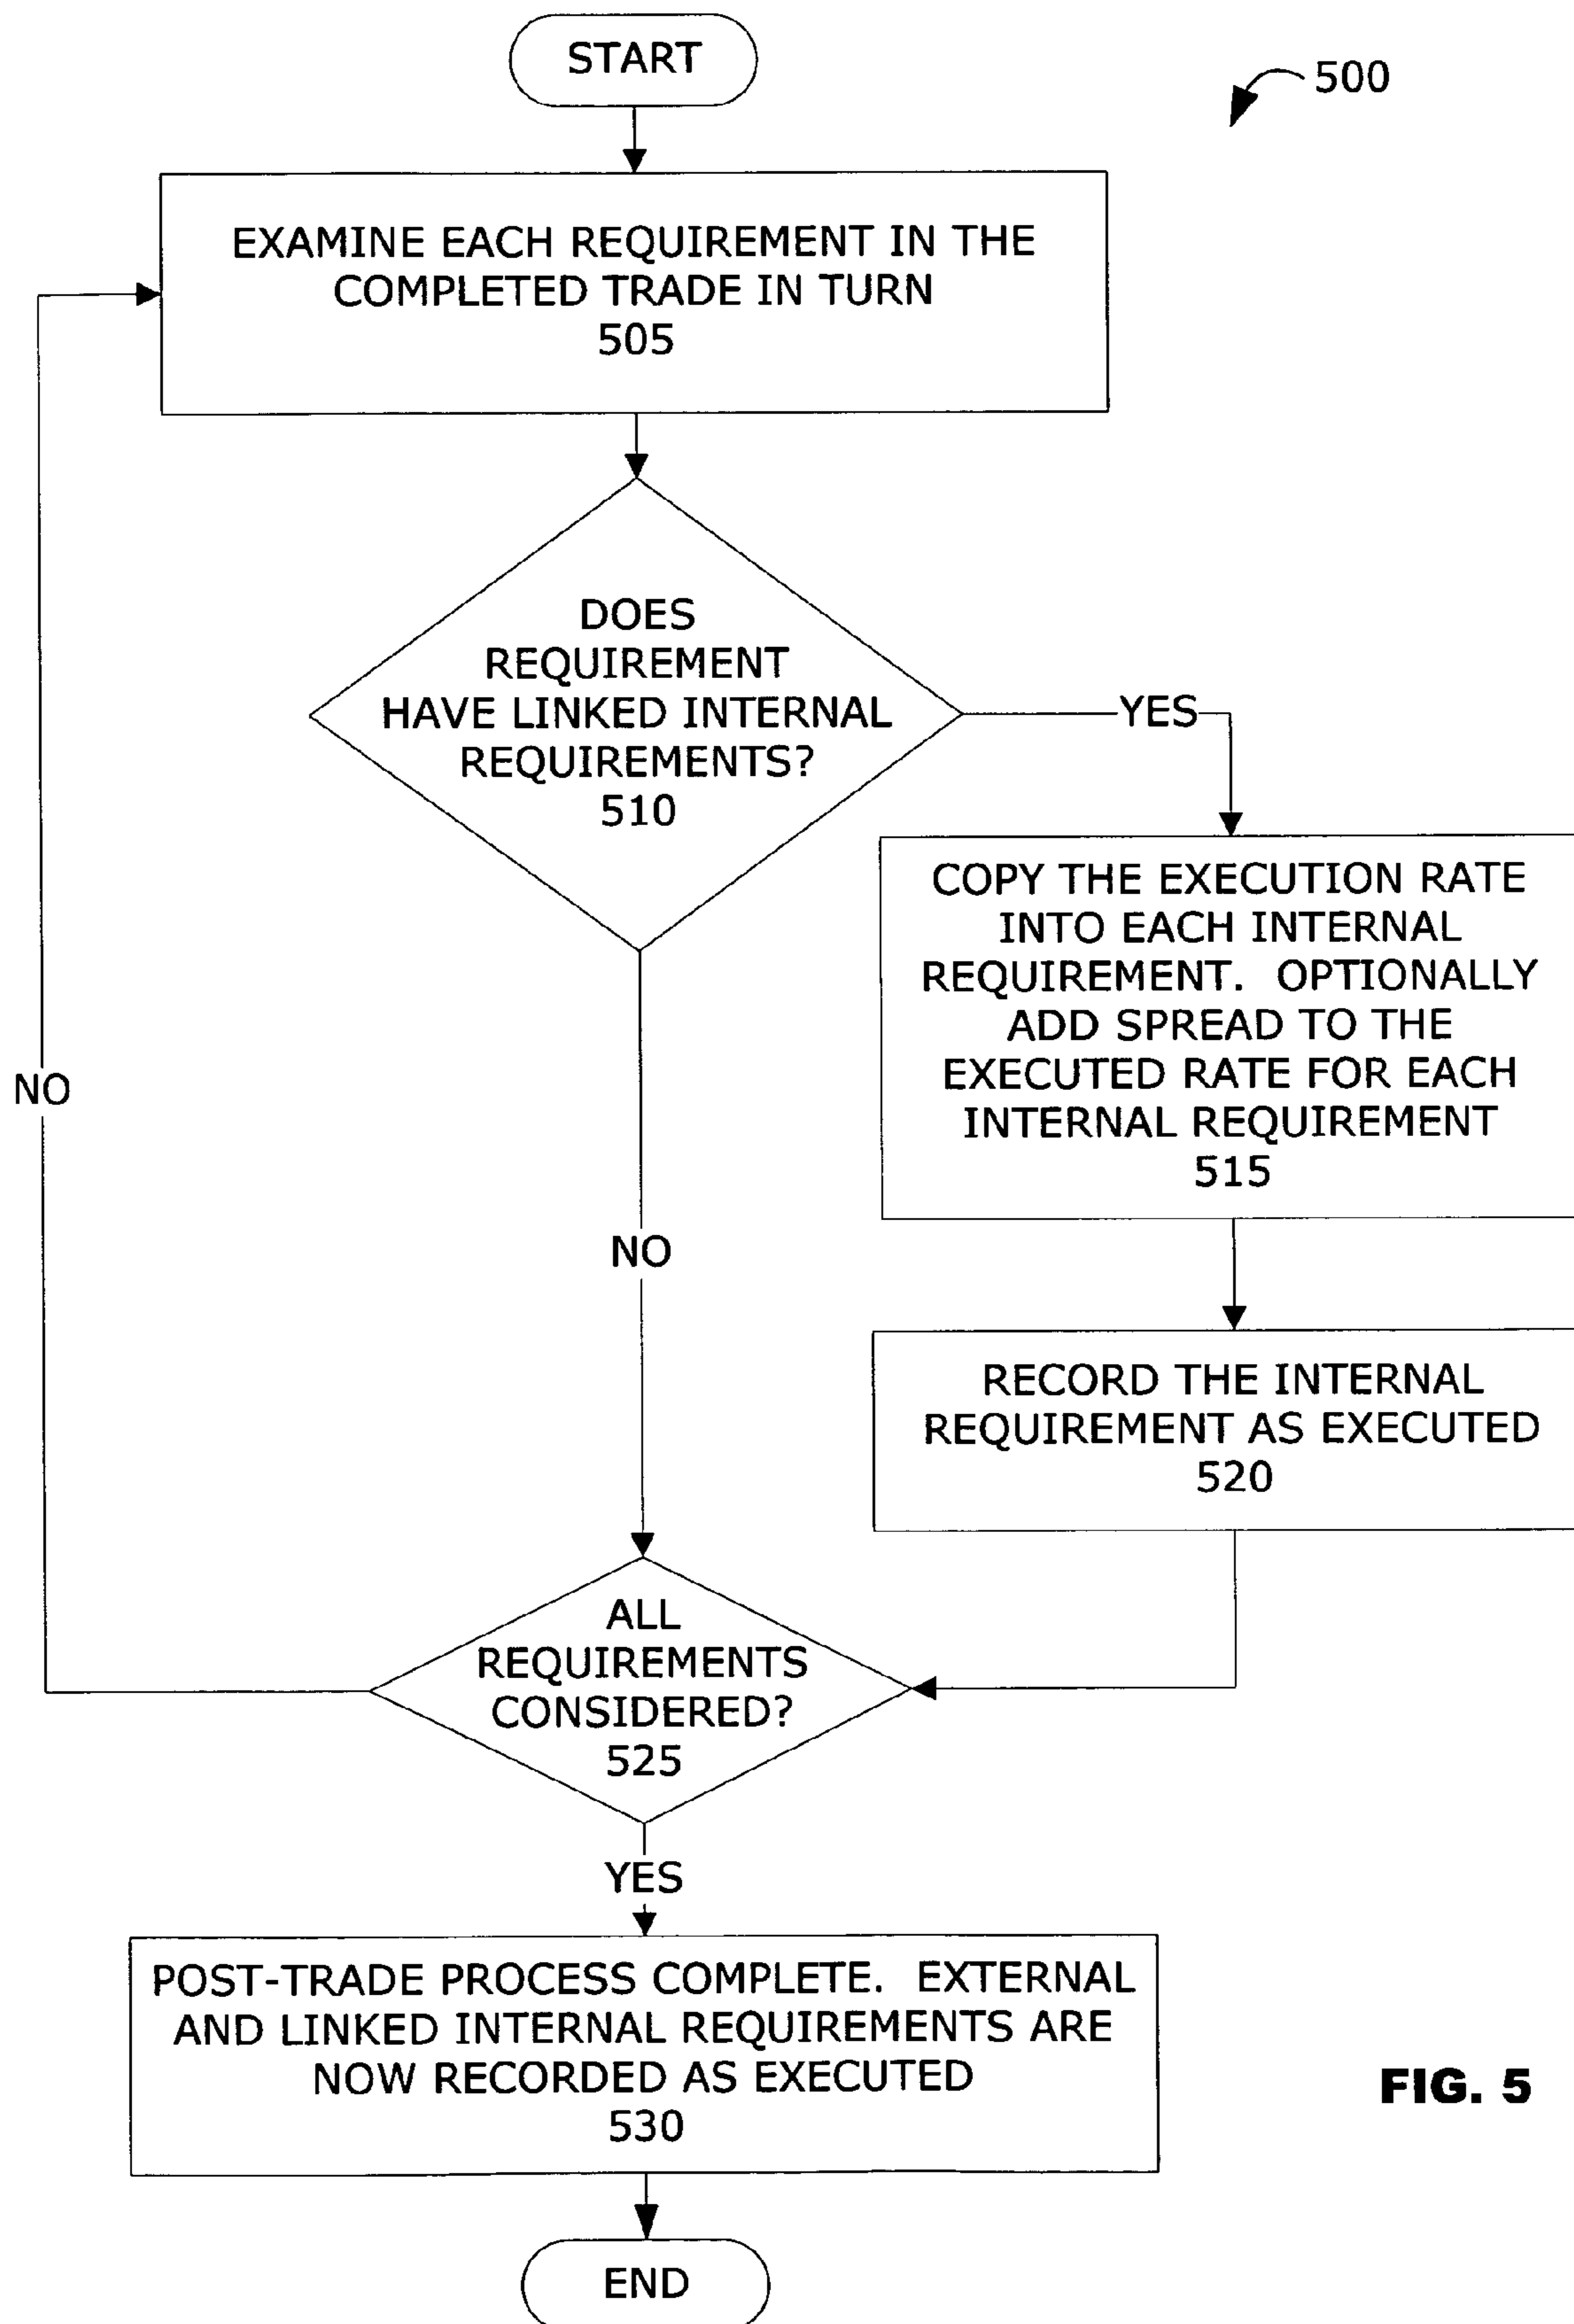 START
500
EXAMINE EACH REQUIREMENT IN THE
COMPLETED TRADE IN TURN
505
DOES
REQUIREMENT
HAVE LINKED INTERNAL
REQUIREMENTS?
510
YES
COPY THE EXECUTION RATE
INTO EACH INTERNAL
REQUIREMENT. OPTIONALLY
ADD SPREAD TO THE
EXECUTED RATE FOR EACH
INTERNAL REQUIREMENT
515
NO
NO
RECORD THE INTERNAL
REQUIREMENT AS EXECUTED
520
ALL
REQUIREMENTS
CONSIDERED?
525
YES
POST-TRADE PROCESS COMPLETE. EXTERNAL
AND LINKED INTERNAL REQUIREMENTS ARE
NOW RECORDED AS EXECUTED
530
FIG. 5
END